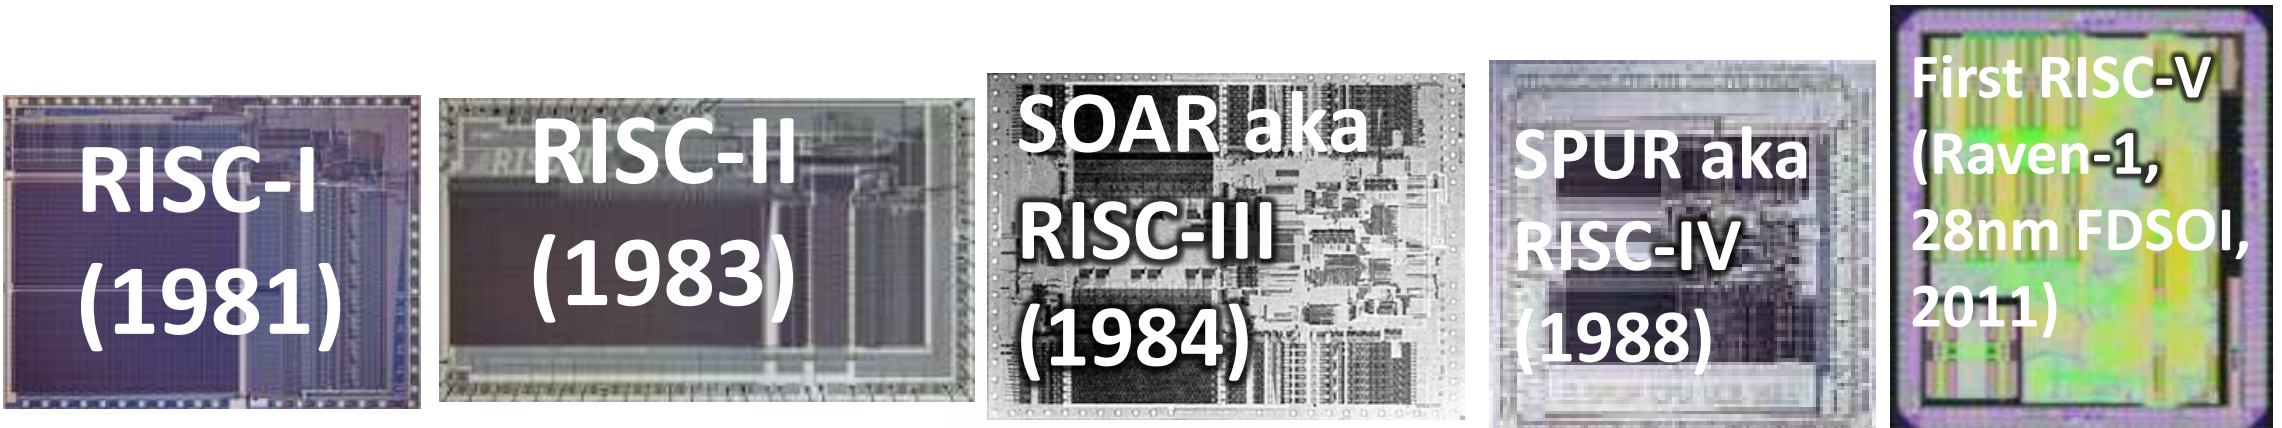 RISC-I
(1981)
RISC-II
(1983)
SOAR aka
RISC-III
(1984)
SPUR aka
RISC-IV
(1988)
First RISC-V
(Raven-1,
28nm FDSOI,
2011)